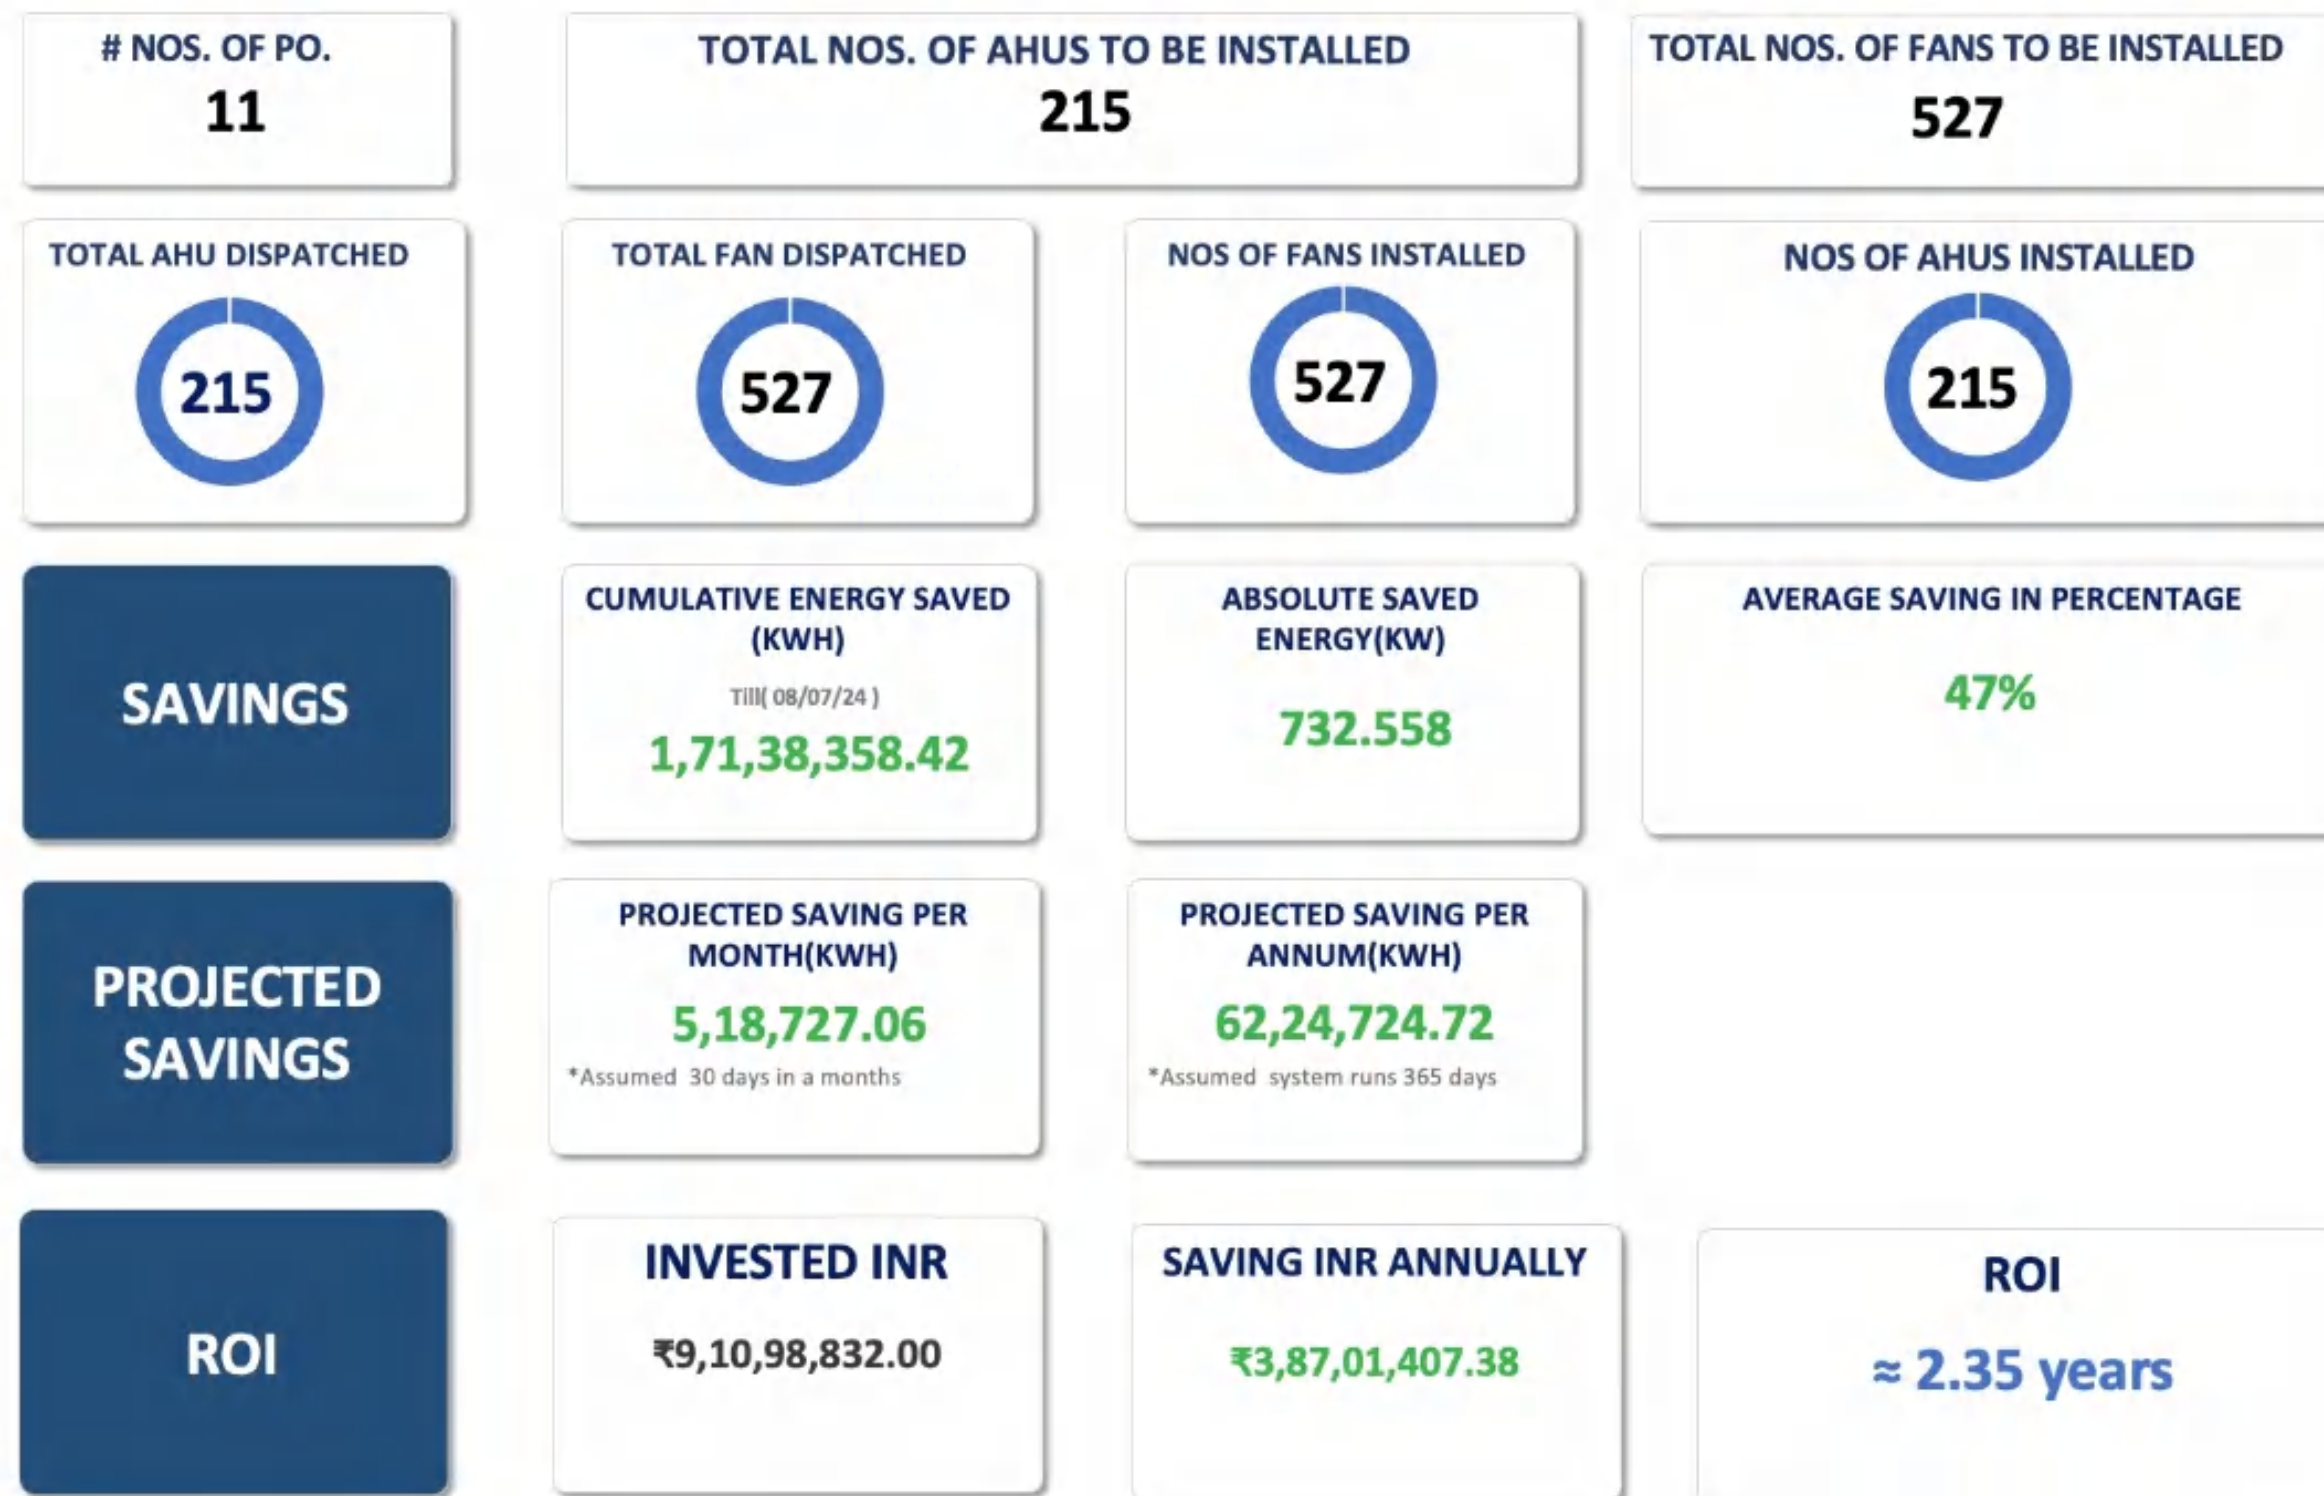 # NOS. OF PO.
11
TOTAL NOS. OF AHUS TO BE INSTALLED
215
TOTAL NOS. OF FANS TO BE INSTALLED
527
TOTAL AHU DISPATCHED
215
TOTAL FAN DISPATCHED
527
NOS OF FANS INSTALLED
527
NOS OF AHUS INSTALLED
215
SAVINGS
CUMULATIVE ENERGY SAVED
(KWH)
Till( 08/07/24 )
1,71,38,358.42
ABSOLUTE SAVED
ENERGY(KW)
732.558
AVERAGE SAVING IN PERCENTAGE
47%
PROJECTED
SAVINGS
PROJECTED SAVING PER
MONTH(KWH)
5,18,727.06
*Assumed 30 days in a months
PROJECTED SAVING PER
ANNUM(KWH)
62,24,724.72
*Assumed system runs 365 days
ROI
INVESTED INR
₹9,10,98,832.00
SAVING INR ANNUALLY
₹3,87,01,407.38
ROI
≈ 2.35 years